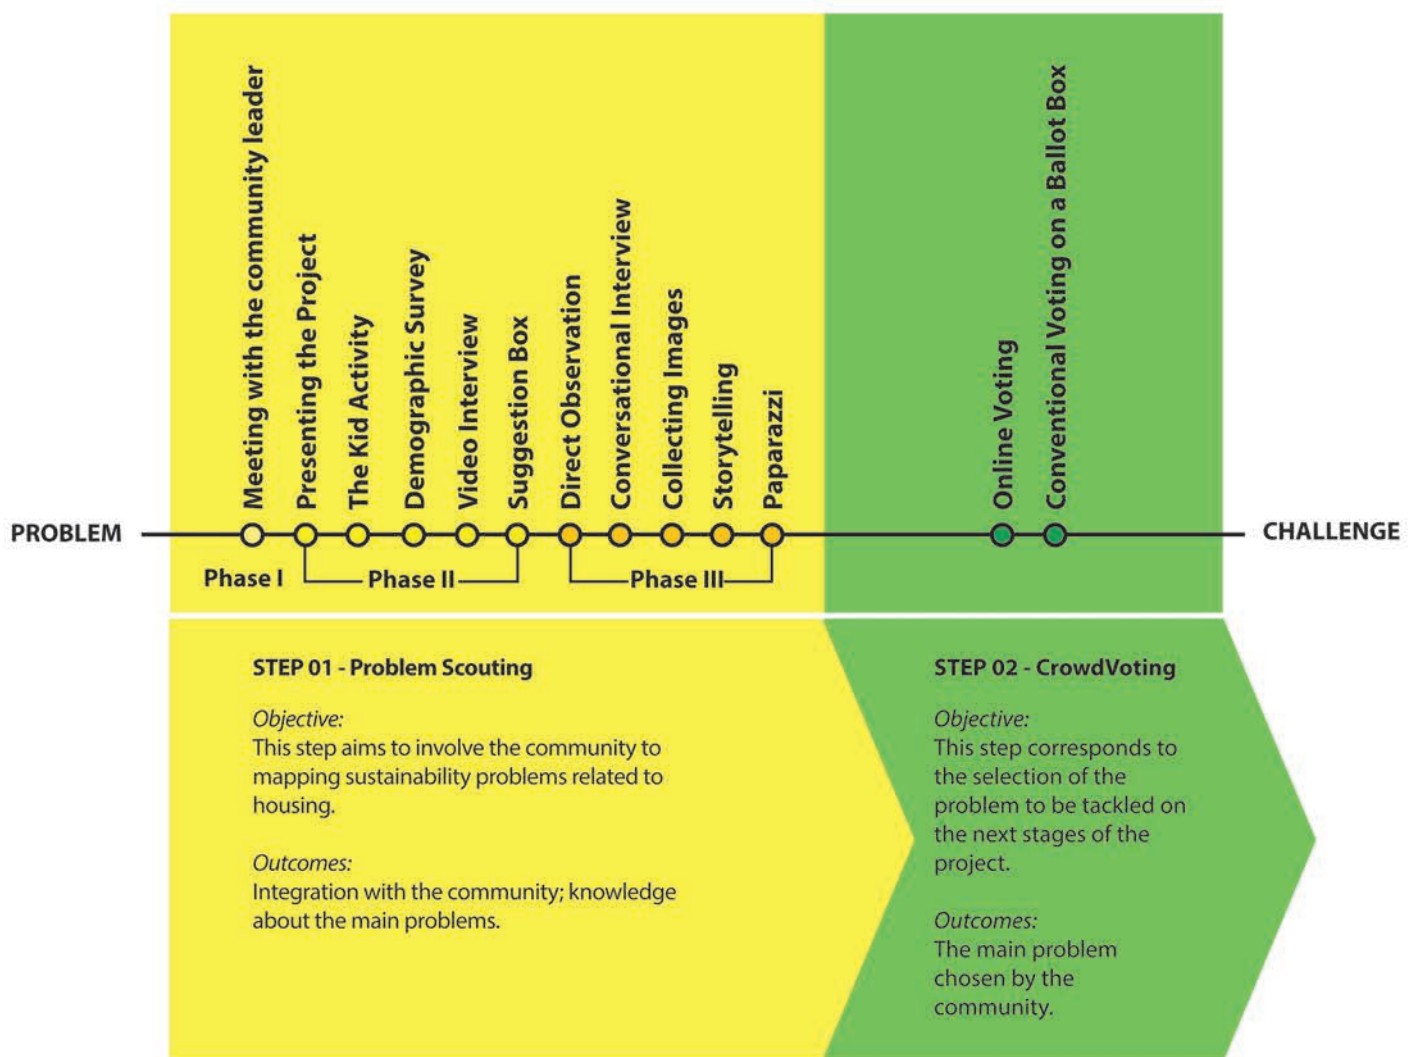 Meeting with the community leader
Presenting the Project
The Kid Activity
Demographic Survey
Video Interview
Suggestion Box
Direct Observation
Conversational Interview
Collecting Images
Storytelling
Paparazzi
Online Voting
Conventional Voting on a Ballot Box
PROBLEM
CHALLENGE
Phase I
Phase II
Phase III
STEP 01 - Problem Scouting
Objective:
This step aims to involve the community to
mapping sustainability problems related to
housing.
Outcomes:
Integration with the community; knowledge
about the main problems.
STEP 02 - CrowdVoting
Objective:
This step corresponds to
the selection of the
problem to be tackled on
the next stages of the
project.
Outcomes:
The main problem
chosen by the
community.